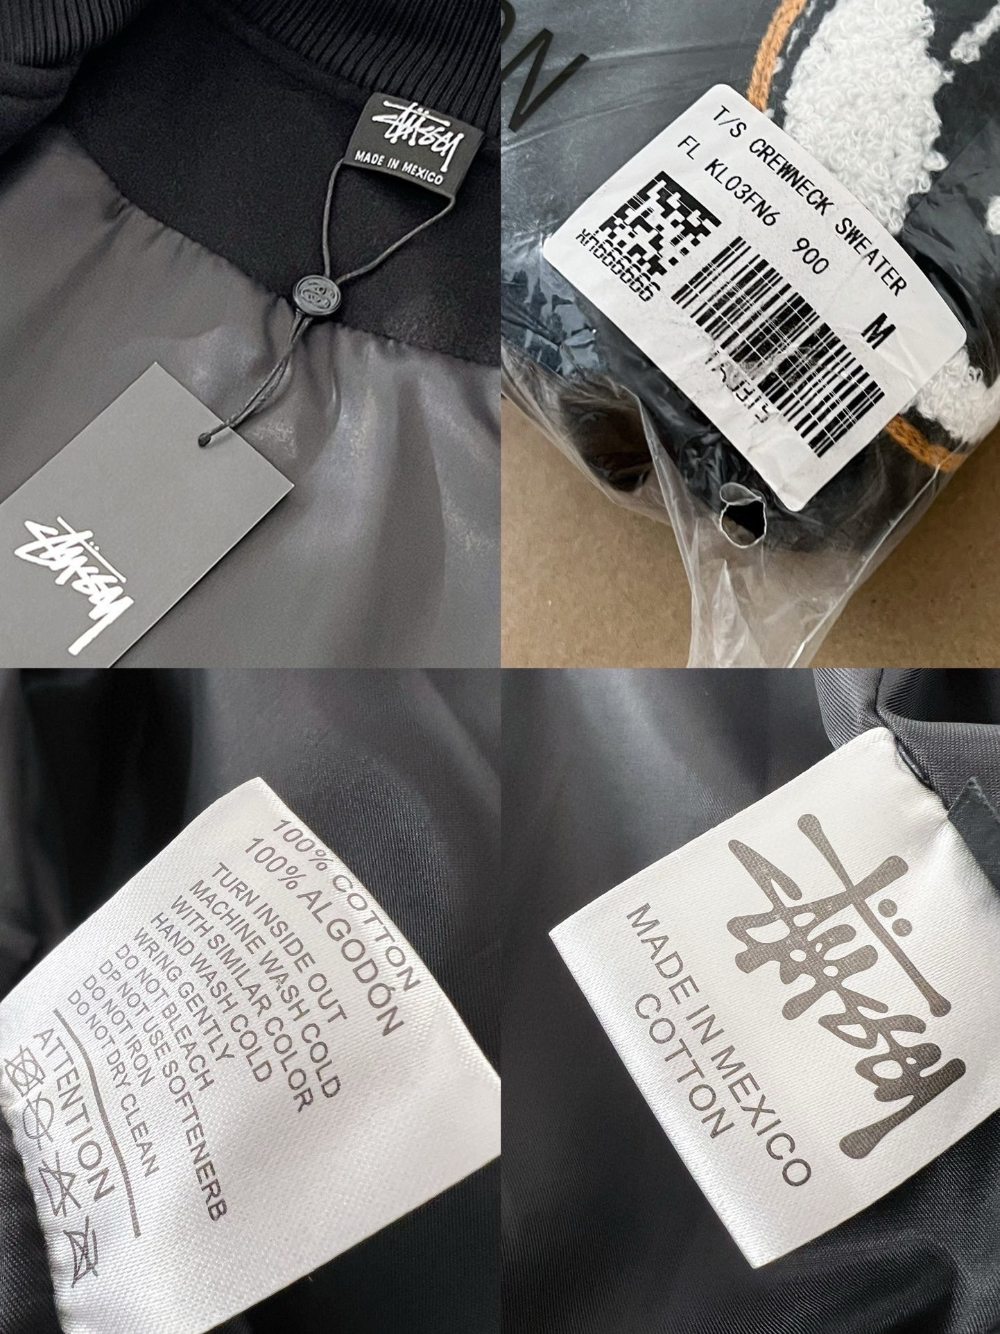 STÜSSY
MADE IN MEXICO
STÜSSY
ON
T/S CREWNECK SWEATER
FL KL03FN6 900
M
100% COTTON
100% ALGODÓN
TURN INSIDE OUT
MACHINE WASH COLD
WITH SIMILAR COLOR
HAND WASH COLD
WRING GENTLY
DO NOT BLEACH
DP NOT USE SOFTENERB
DO NOT IRON
DO NOT DRY CLEAN
ATTENTION
STÜSSY
MADE IN MEXICO
COTTON